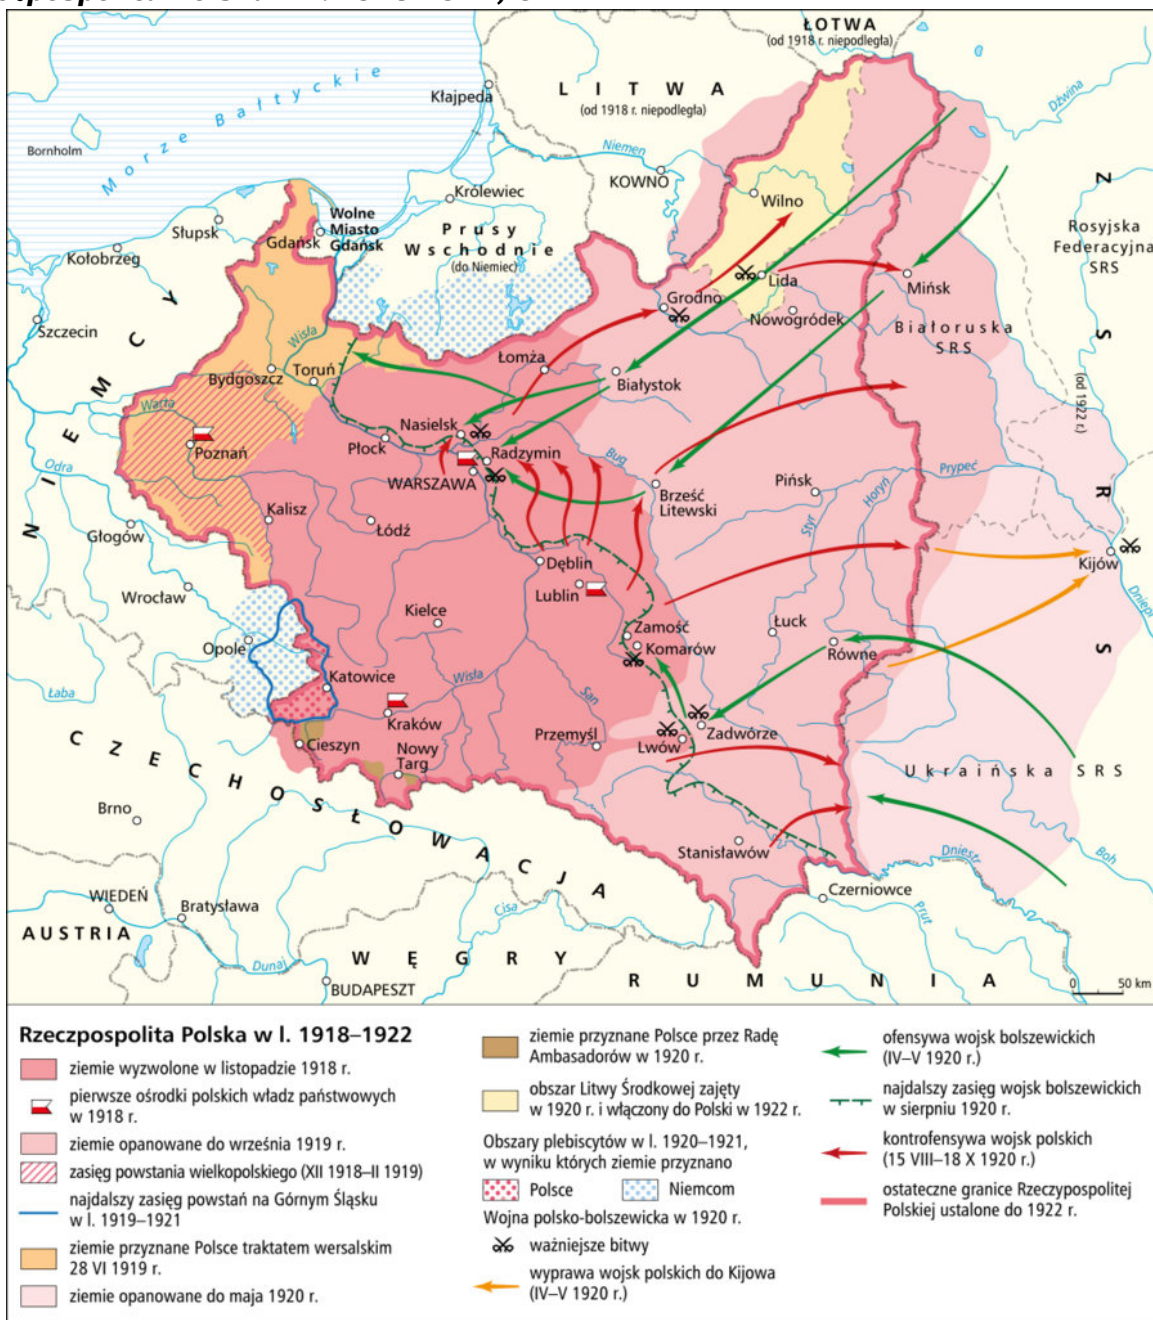 ŁOTWA
(od 1918 r. niepodległa)
LITWA
(od 1918 r. niepodległa)
Morze Bałtyckie
Bornholm
Kłajpeda
Dźwina
Niemen
KOWNO
Wilno
Królewiec
Prusy
Wschodnie
(do Niemiec)
Wolne
Miasto
Gdańsk
Gdańsk
Słupsk
Kołobrzeg
Szczecin
NIEMCY
ZSRS
(od 1922 r.)
Rosyjska
Federacyjna
SRS
Białoruska
SRS
Mińsk
Lida
Grodno
Nowogródek
Łomża
Białystok
Wisła
Bydgoszcz
Toruń
Warta
Poznań
Nasielsk
Płock
Radzymin
WARSZAWA
Bug
Brześć
Litewski
Pińsk
Prypeć
Horyń
Styr
Odra
Głogów
Kalisz
Łódź
Dęblin
Lublin
Kijów
Dniepr
Wrocław
Kielce
Zamość
Komarów
Łuck
Równe
Opole
Katowice
Wisła
San
Łaba
Kraków
Przemyśl
Lwów
Zadwórze
Cieszyn
Nowy
Targ
Ukraińska SRS
CZECHOSŁOWACJA
Brno
Stanisławów
Dniestr
Boh
Czerniowce
Prut
Cisa
WIEDEŃ
Bratysława
AUSTRIA
Dunaj
WĘGRY
BUDAPESZT
RUMUNIA
0 50 km
Rzeczpospolita Polska w l. 1918–1922
ziemie wyzwolone w listopadzie 1918 r.
pierwsze ośrodki polskich władz państwowych
w 1918 r.
ziemie opanowane do września 1919 r.
zasięg powstania wielkopolskiego (XII 1918–II 1919)
najdalszy zasięg powstań na Górnym Śląsku
w l. 1919–1921
ziemie przyznane Polsce traktatem wersalskim
28 VI 1919 r.
ziemie opanowane do maja 1920 r.
ziemie przyznane Polsce przez Radę
Ambasadorów w 1920 r.
obszar Litwy Środkowej zajęty
w 1920 r. i włączony do Polski w 1922 r.
Obszary plebiscytów w l. 1920–1921,
w wyniku których ziemie przyznano
Polsce Niemcom
Wojna polsko-bolszewicka w 1920 r.
ważniejsze bitwy
wyprawa wojsk polskich do Kijowa
(IV–V 1920 r.)
ofensywa wojsk bolszewickich
(IV–V 1920 r.)
najdalszy zasięg wojsk bolszewickich
w sierpniu 1920 r.
kontrofensywa wojsk polskich
(15 VIII–18 X 1920 r.)
ostateczne granice Rzeczypospolitej
Polskiej ustalone do 1922 r.